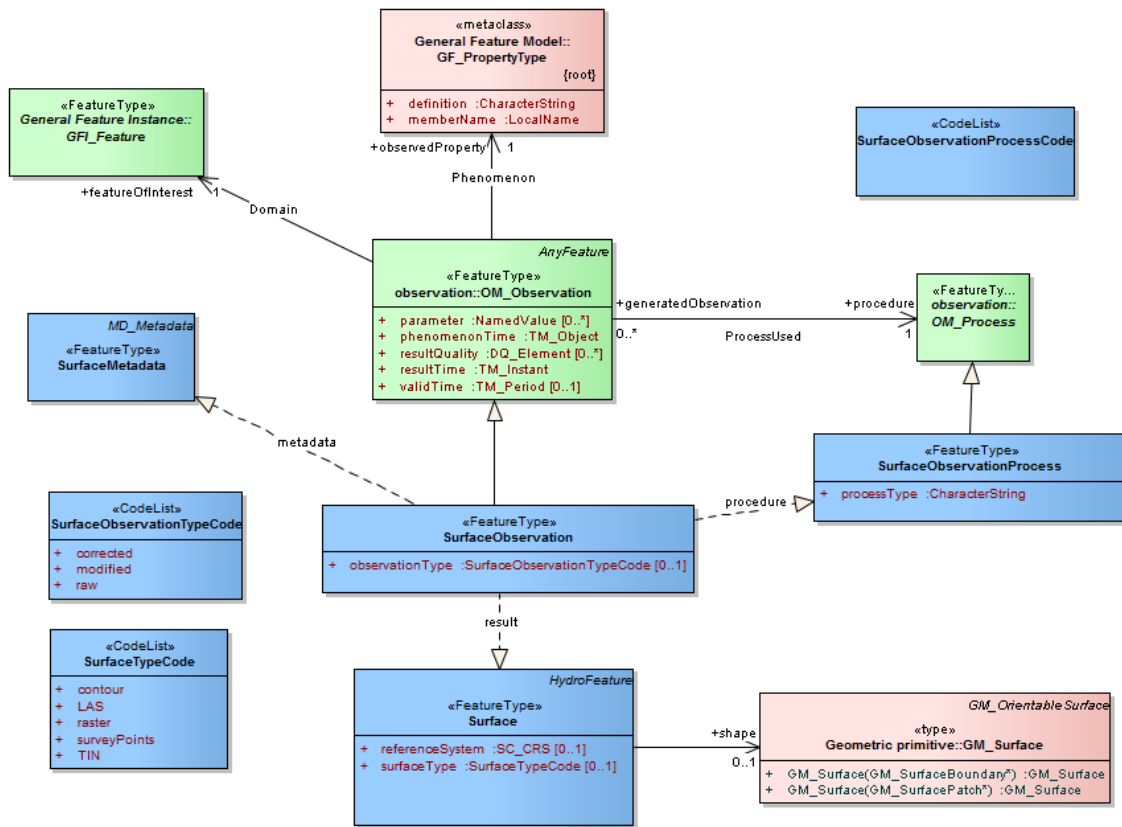 «metaclass»
General Feature Model::
GF_PropertyType
{root}
+ definition :CharacterString
+ memberName :LocalName
«FeatureType»
General Feature Instance::
GFI_Feature
«CodeList»
SurfaceObservationProcessCode
+observedProperty 1
Phenomenon
+featureOfInterest 1
Domain
AnyFeature
«FeatureType»
observation::OM_Observation
+ parameter :NamedValue [0..*]
+ phenomenonTime :TM_Object
+ resultQuality :DQ_Element [0..*]
+ resultTime :TM_Instant
+ validTime :TM_Period [0..1]
+generatedObservation +procedure
0..* ProcessUsed 1
«FeatureTy...
observation::
OM_Process
MD_Metadata
«FeatureType»
SurfaceMetadata
metadata
«FeatureType»
SurfaceObservationProcess
+ processType :CharacterString
procedure
«CodeList»
SurfaceObservationTypeCode
+ corrected
+ modified
+ raw
«FeatureType»
SurfaceObservation
+ observationType :SurfaceObservationTypeCode [0..1]
result
«CodeList»
SurfaceTypeCode
+ contour
+ LAS
+ raster
+ surveyPoints
+ TIN
HydroFeature
«FeatureType»
Surface
+ referenceSystem :SC_CRS [0..1]
+ surfaceType :SurfaceTypeCode [0..1]
+shape
0..1
GM_OrientableSurface
«type»
Geometric primitive::GM_Surface
+ GM_Surface(GM_SurfaceBoundary*) :GM_Surface
+ GM_Surface(GM_SurfacePatch*) :GM_Surface